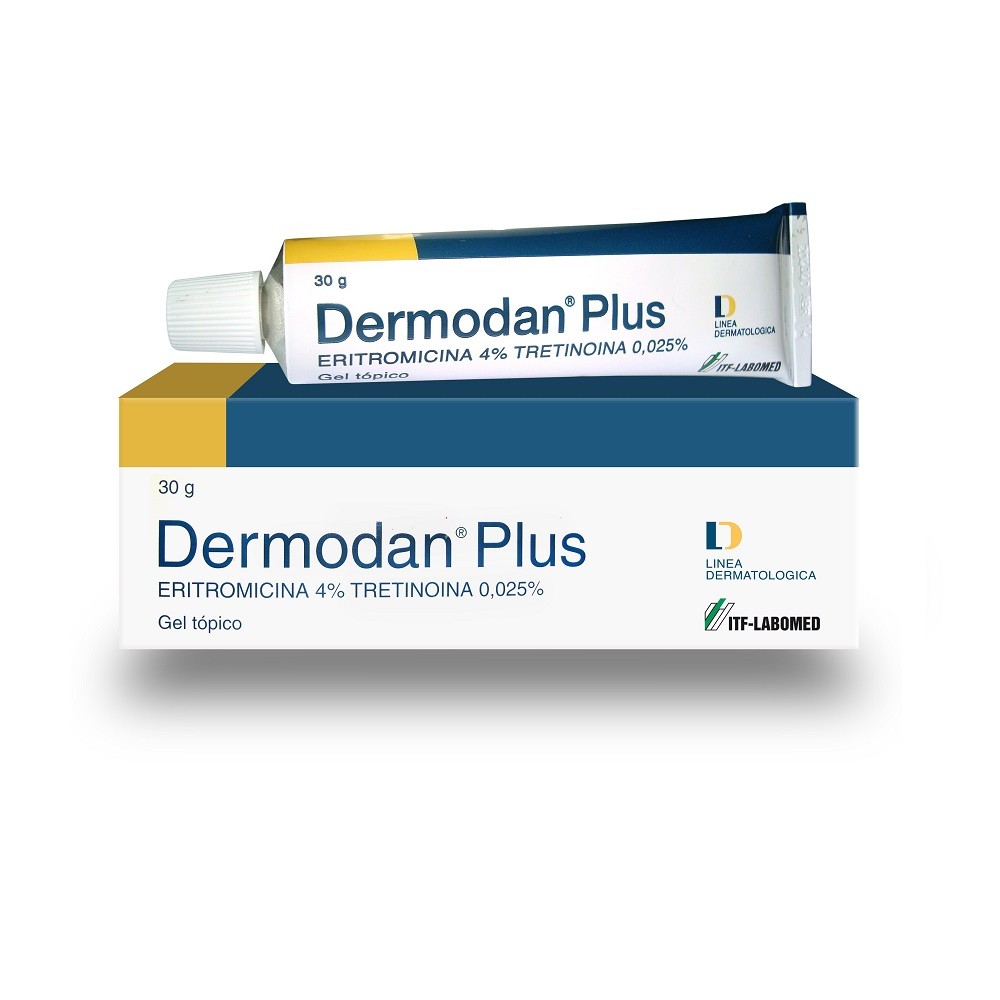 30 g
Dermodan® Plus
ERITROMICINA 4% TRETINOINA 0,025%
Gel tópico
LINEA
DERMATOLOGICA
ITF-LABOMED
30 g
Dermodan® Plus
ERITROMICINA 4% TRETINOINA 0,025%
Gel tópico
LINEA
DERMATOLOGICA
ITF-LABOMED